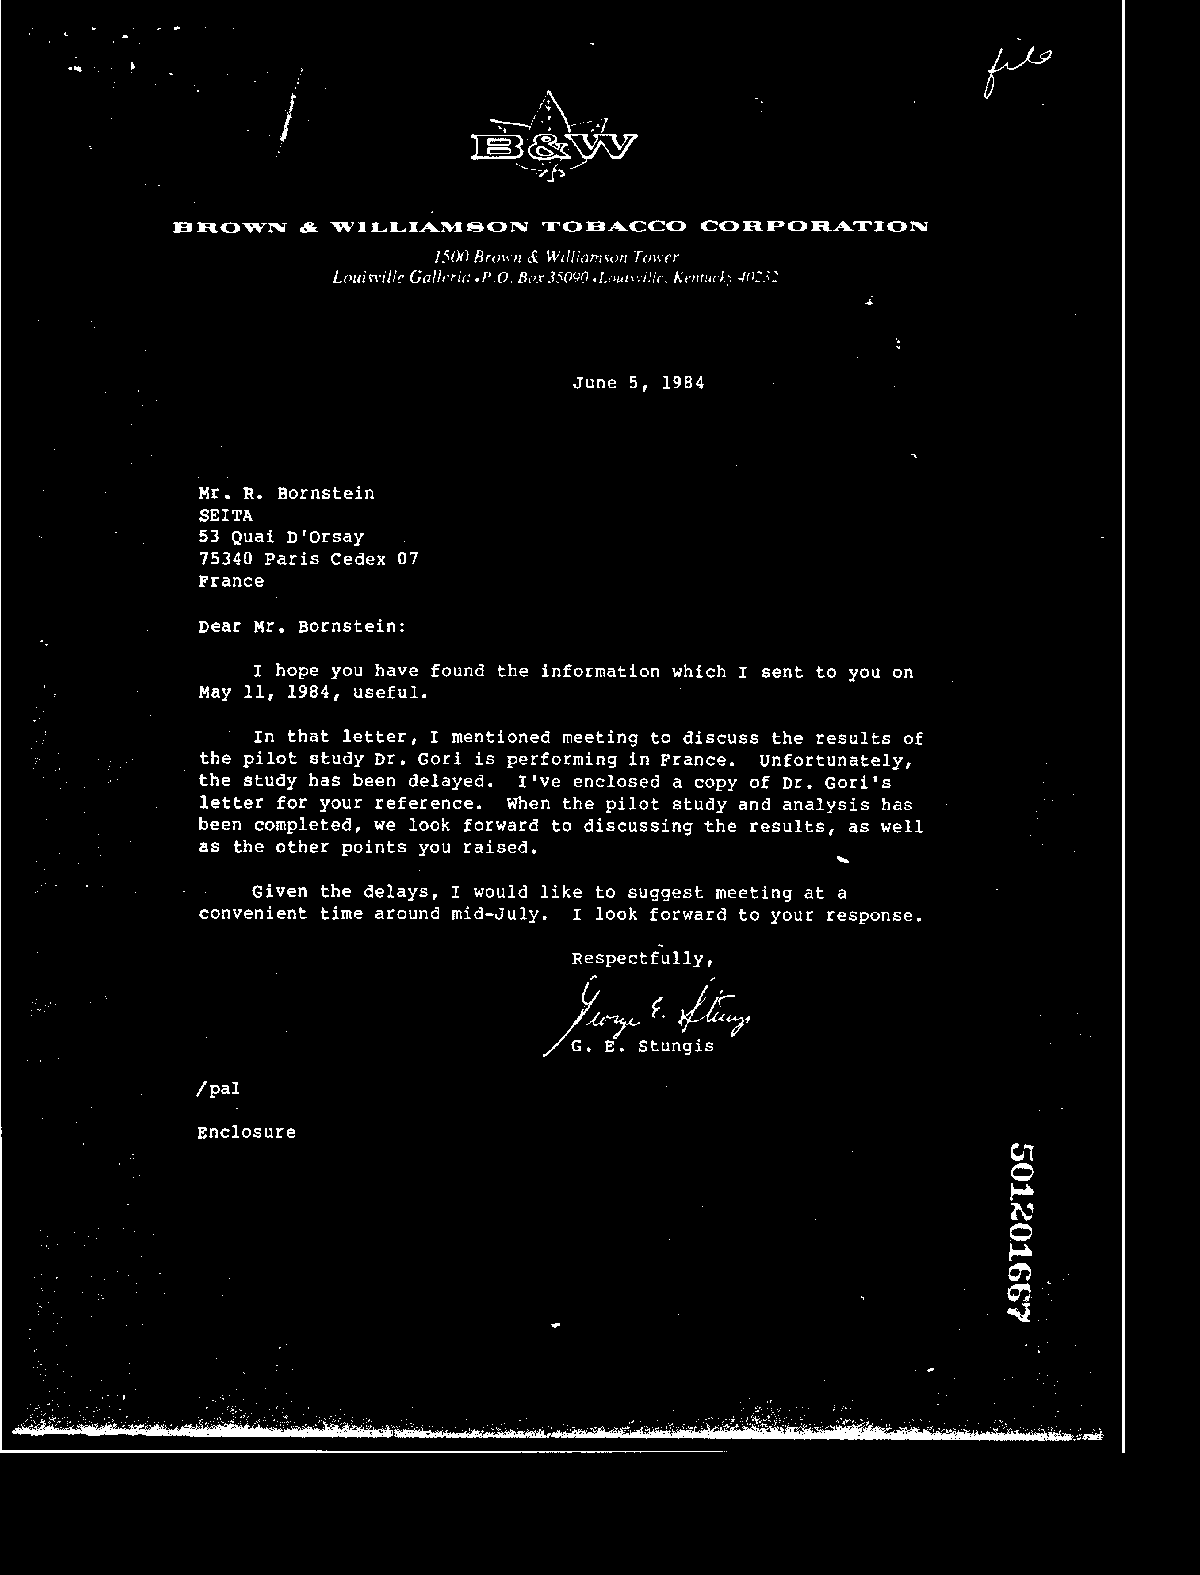 file
B&W
BROWN & WILLIAMSON TOBACCO CORPORATION
1500 Brown & Williamson Tower
Louisville Galleria • P.O. Box 35090 • Louisville, Kentucky 40232
June 5, 1984
Mr. R. Bornstein
SEITA
53 Quai D'Orsay
75340 Paris Cedex 07
France
Dear Mr. Bornstein:
I hope you have found the information which I sent to you on
May 11, 1984, useful.
In that letter, I mentioned meeting to discuss the results of
the pilot study Dr. Gori is performing in France. Unfortunately,
the study has been delayed. I've enclosed a copy of Dr. Gori's
letter for your reference. When the pilot study and analysis has
been completed, we look forward to discussing the results, as well
as the other points you raised.
Given the delays, I would like to suggest meeting at a
convenient time around mid-July. I look forward to your response.
Respectfully,
George E. Stungis
G. E. Stungis
/pal
Enclosure
501201667